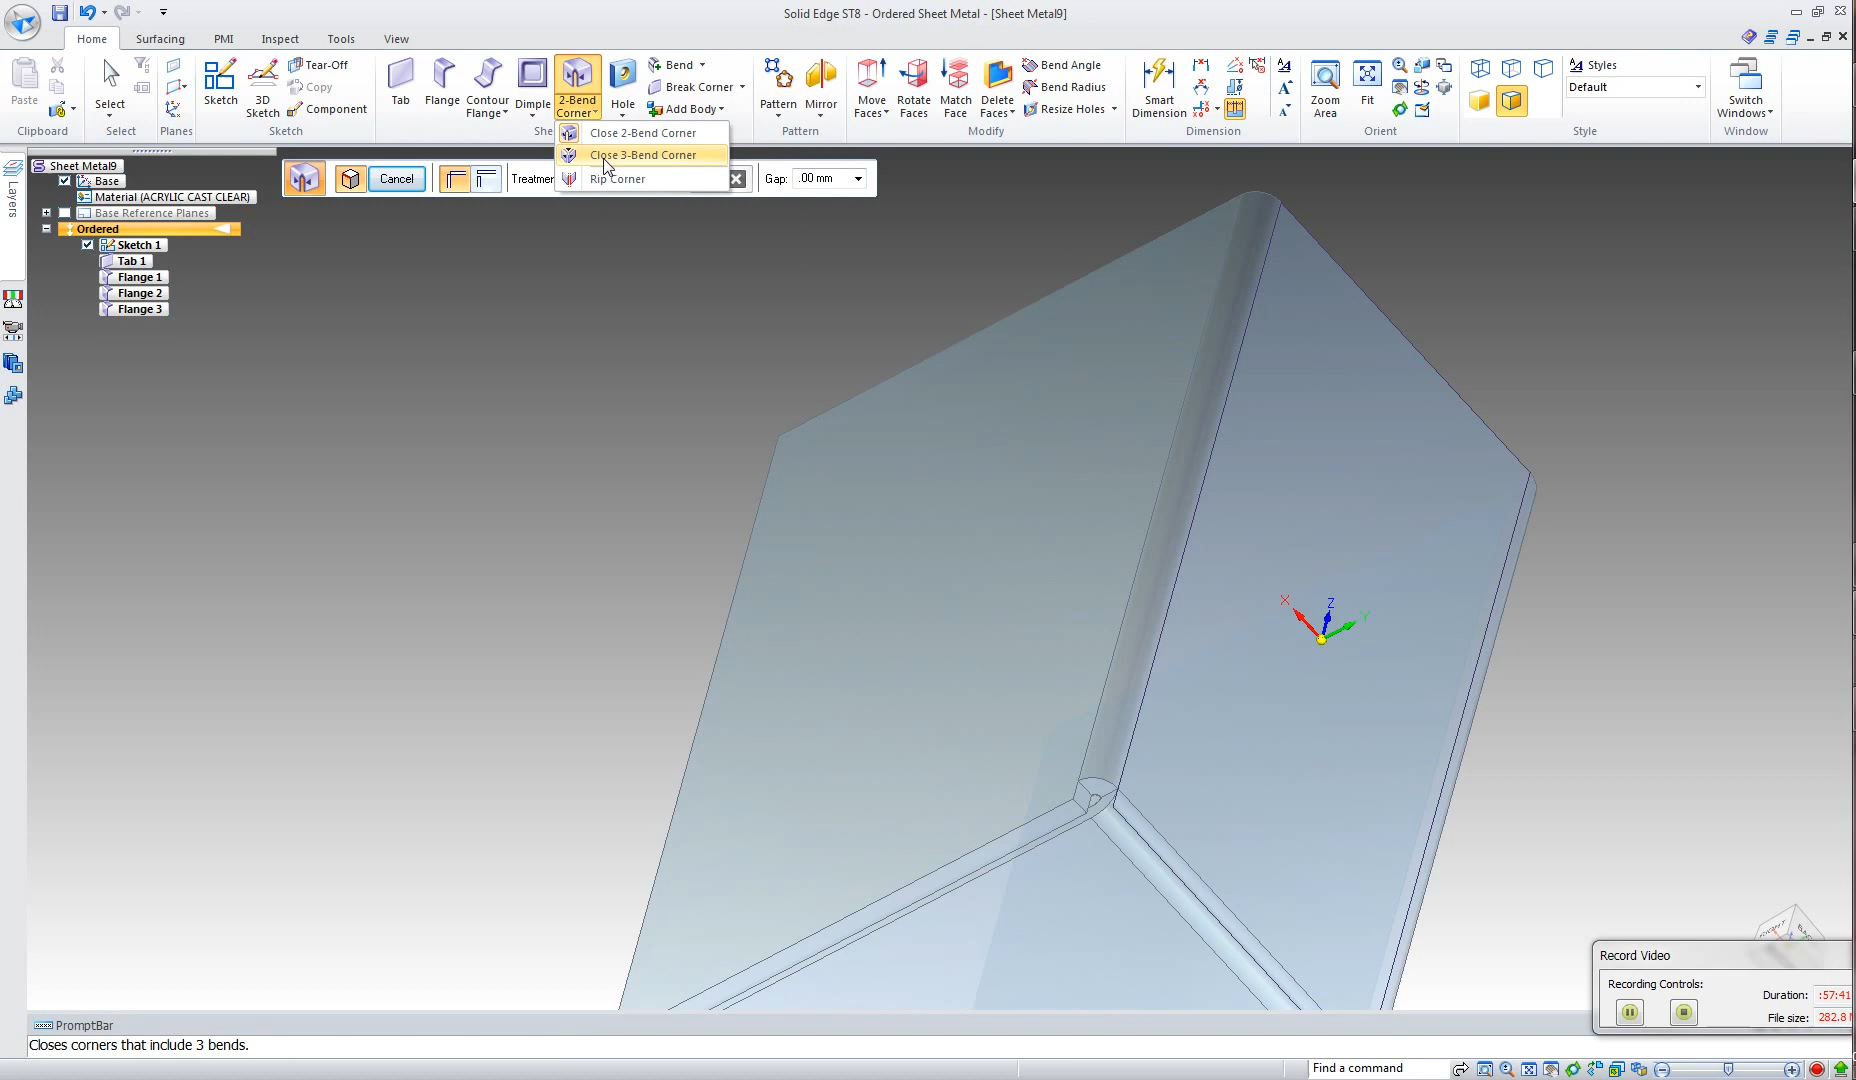 Solid Edge ST8 - Ordered Sheet Metal - [Sheet Metal9]
Home
Surfacing
PMI
Inspect
Tools
View
Paste
Clipboard
Select
Select
Planes
Sketch
3D Sketch
Tear-Off
Copy
Component
Sketch
Tab
Flange
Contour Flange
Dimple
2-Bend Corner
Hole
Bend
Break Corner
Add Body
Pattern
Mirror
Pattern
Move Faces
Rotate Faces
Match Face
Delete Faces
Bend Angle
Bend Radius
Resize Holes
Modify
Smart Dimension
Dimension
Zoom Area
Fit
Orient
Styles
Default
Style
Switch Windows
Window
Close 2-Bend Corner
Close 3-Bend Corner
Rip Corner
Cancel
Gap: .00 mm
Layers
Sheet Metal9
Base
Material (ACRYLIC CAST CLEAR)
Base Reference Planes
Ordered
Sketch 1
Tab 1
Flange 1
Flange 2
Flange 3
X
Z
Y
Record Video
Recording Controls:
Duration: :57:41
File size: 282.8
PromptBar
Closes corners that include 3 bends.
Find a command